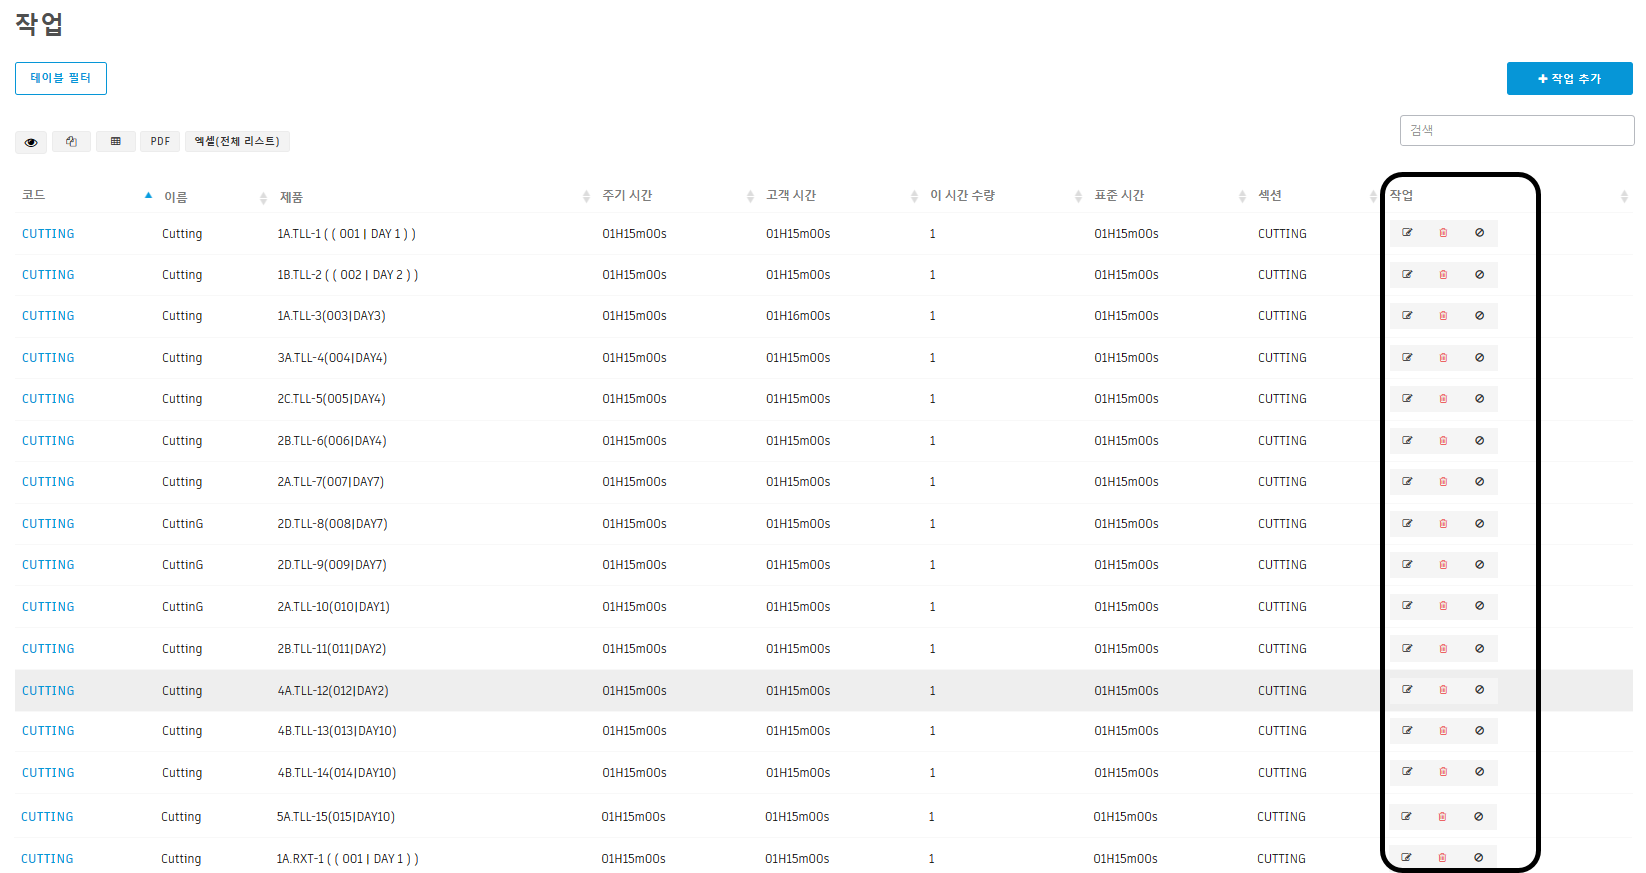 작업
테이블 필터
작업 추가
PDF 엑셀(전체 리스트)
검색
코드 이름 제품 주기 시간 고객 시간 이 시간 수량 표준 시간 섹션 작업
CUTTING Cutting 1A.TLL-1 ( ( 001 | DAY 1 ) ) 01H15m00s 01H15m00s 1 01H15m00s CUTTING
CUTTING Cutting 1B.TLL-2 ( ( 002 | DAY 2 ) ) 01H15m00s 01H15m00s 1 01H15m00s CUTTING
CUTTING Cutting 1A.TLL-3(003|DAY3) 01H15m00s 01H16m00s 1 01H15m00s CUTTING
CUTTING Cutting 3A.TLL-4(004|DAY4) 01H15m00s 01H15m00s 1 01H15m00s CUTTING
CUTTING Cutting 2C.TLL-5(005|DAY4) 01H15m00s 01H15m00s 1 01H15m00s CUTTING
CUTTING Cutting 2B.TLL-6(006|DAY4) 01H15m00s 01H15m00s 1 01H15m00s CUTTING
CUTTING Cutting 2A.TLL-7(007|DAY7) 01H15m00s 01H15m00s 1 01H15m00s CUTTING
CUTTING CuttinG 2D.TLL-8(008|DAY7) 01H15m00s 01H15m00s 1 01H15m00s CUTTING
CUTTING CuttinG 2D.TLL-9(009|DAY7) 01H15m00s 01H15m00s 1 01H15m00s CUTTING
CUTTING CuttinG 2A.TLL-10(010|DAY1) 01H15m00s 01H15m00s 1 01H15m00s CUTTING
CUTTING Cutting 2B.TLL-11(011|DAY2) 01H15m00s 01H15m00s 1 01H15m00s CUTTING
CUTTING Cutting 4A.TLL-12(012|DAY2) 01H15m00s 01H15m00s 1 01H15m00s CUTTING
CUTTING Cutting 4B.TLL-13(013|DAY10) 01H15m00s 01H15m00s 1 01H15m00s CUTTING
CUTTING Cutting 4B.TLL-14(014|DAY10) 01H15m00s 01H15m00s 1 01H15m00s CUTTING
CUTTING Cutting 5A.TLL-15(015|DAY10) 01H15m00s 01H15m00s 1 01H15m00s CUTTING
CUTTING Cutting 1A.RXT-1 ( ( 001 | DAY 1 ) ) 01H15m00s 01H15m00s 1 01H15m00s CUTTING